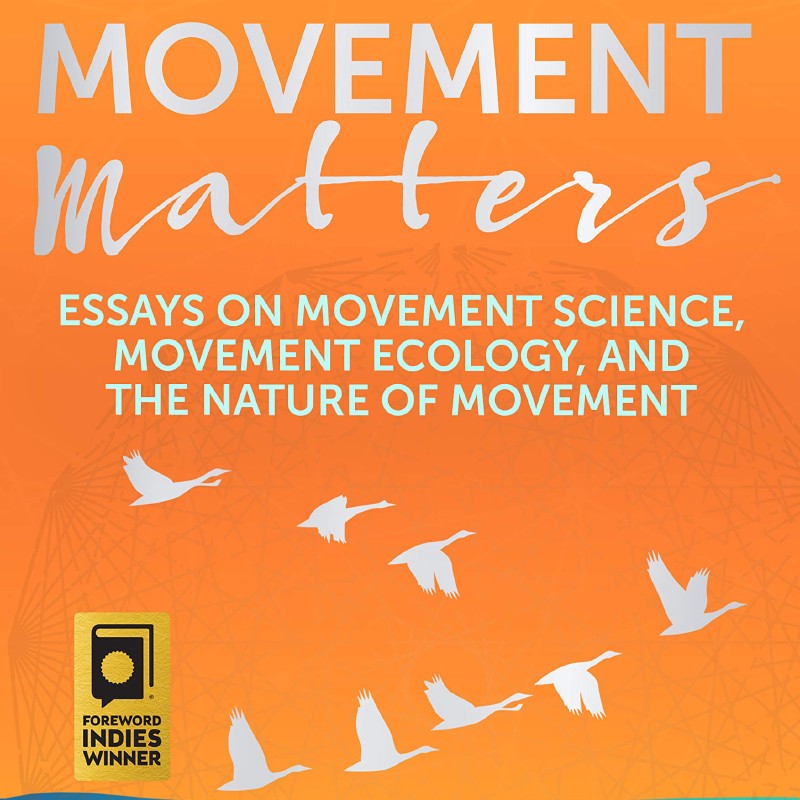 MOVEMENT
matters
ESSAYS ON MOVEMENT SCIENCE,
MOVEMENT ECOLOGY, AND
THE NATURE OF MOVEMENT
FOREWORD
INDIES
WINNER